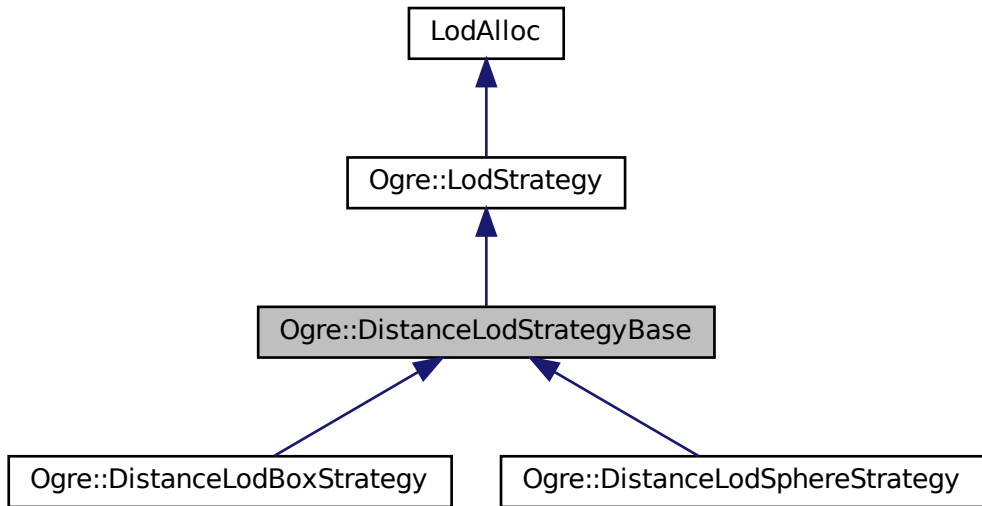 LodAlloc
Ogre::LodStrategy
Ogre::DistanceLodStrategyBase
Ogre::DistanceLodBoxStrategy
Ogre::DistanceLodSphereStrategy